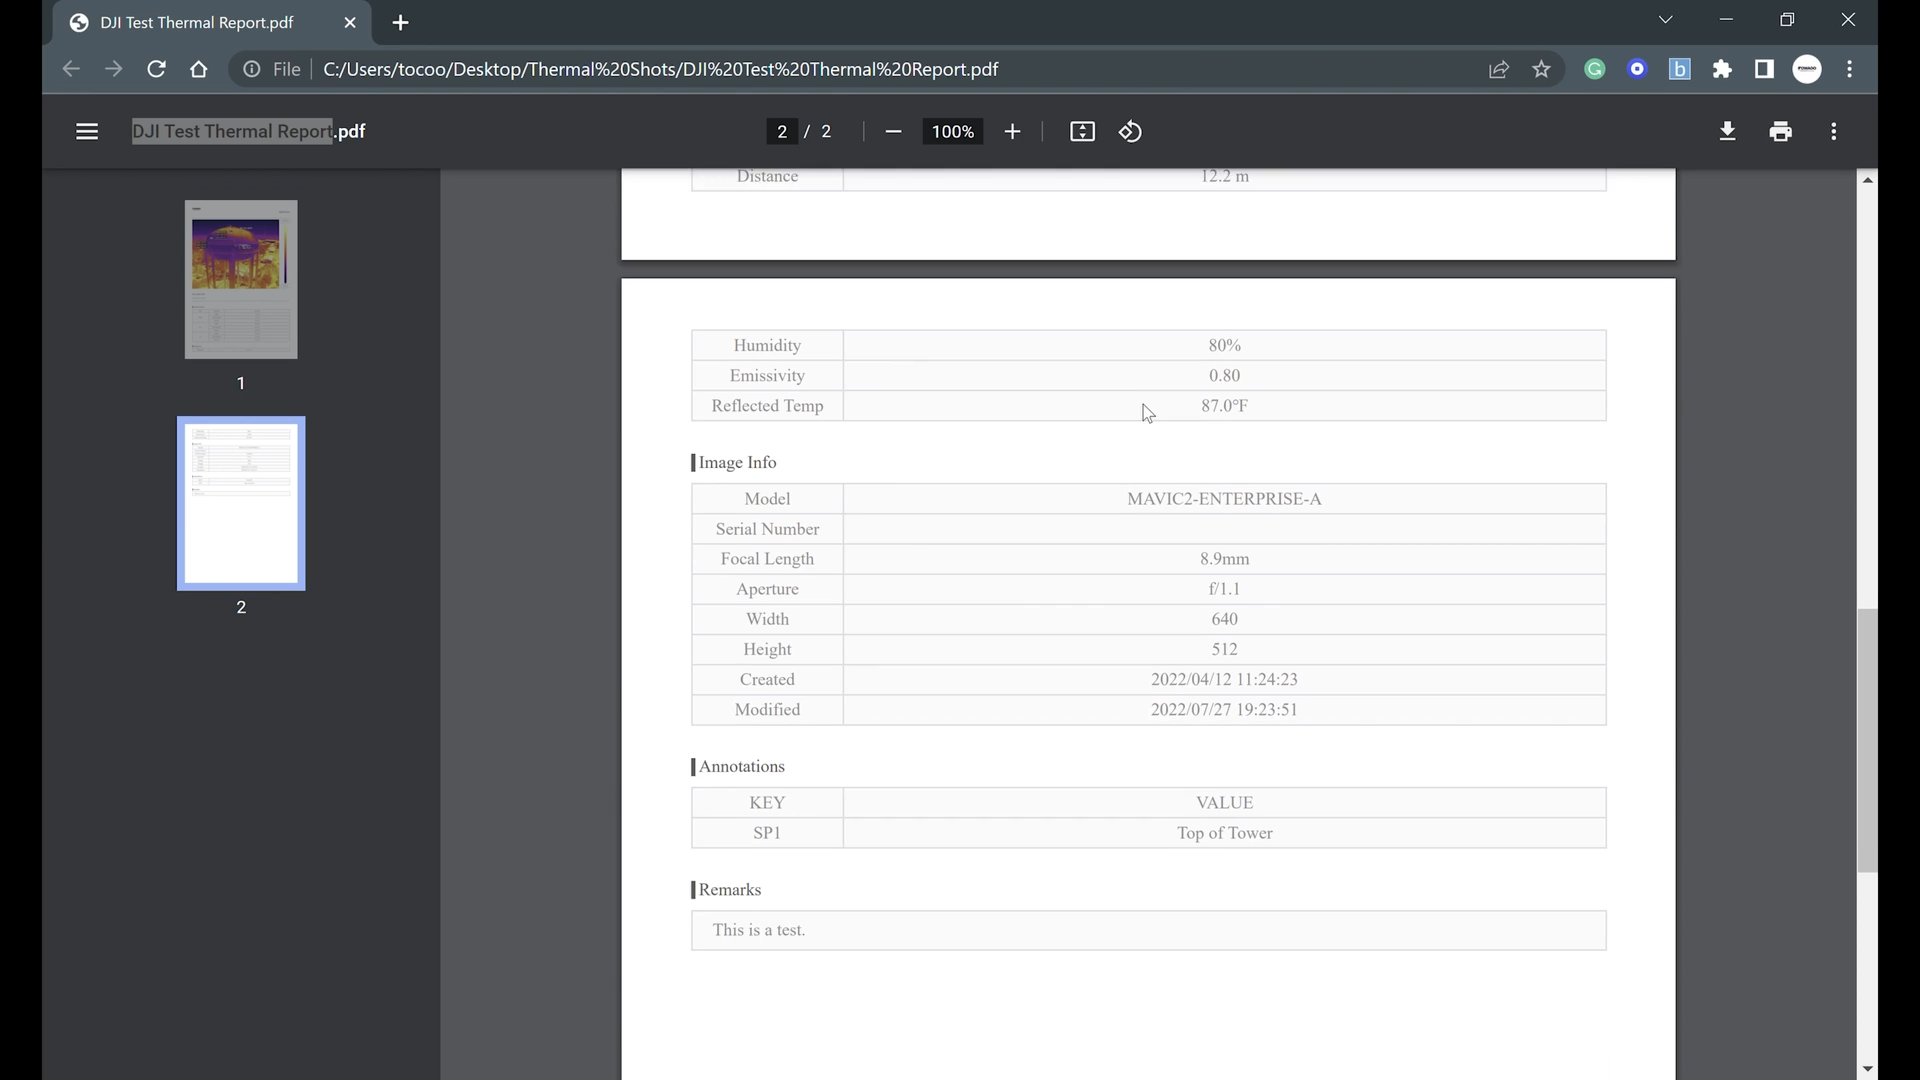 DJI Test Thermal Report.pdf
File C:/Users/tocoo/Desktop/Thermal%20Shots/DJI%20Test%20Thermal%20Report.pdf
DJI Test Thermal Report.pdf 2 / 2 100%
1
2
Distance 12.2 m
Humidity 80%
Emissivity 0.80
Reflected Temp 87.0°F
Image Info
Model MAVIC2-ENTERPRISE-A
Serial Number
Focal Length 8.9mm
Aperture f/1.1
Width 640
Height 512
Created 2022/04/12 11:24:23
Modified 2022/07/27 19:23:51
Annotations
KEY VALUE
SP1 Top of Tower
Remarks
This is a test.